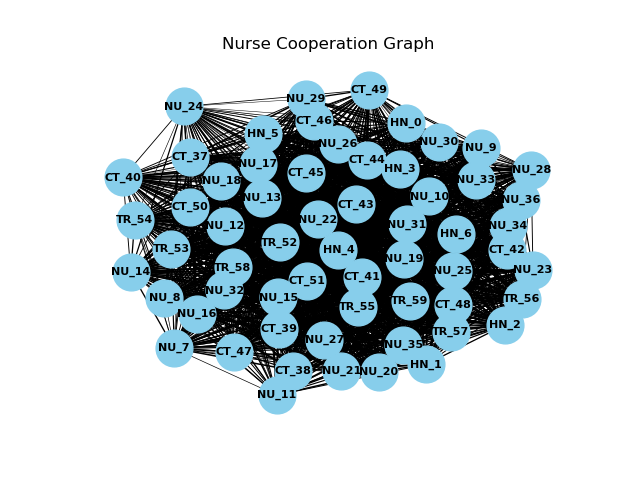 Nurse Cooperation Graph
CT_49
NU_29
NU_24
CT_46
HN_0
HN_5
NU_26
NU_30
NU_9
CT_37
NU_17
CT_44
HN_3
NU_28
CT_45
CT_40
NU_18
NU_33
NU_13
NU_10
NU_36
CT_50
CT_43
TR_54
NU_22
NU_12
NU_31
NU_34
HN_6
TR_53
TR_52
HN_4
CT_42
NU_19
TR_58
NU_14
NU_25
NU_23
CT_41
CT_51
NU_32
NU_8
NU_15
TR_59
TR_56
CT_48
TR_55
NU_16
HN_2
CT_39
TR_57
NU_27
NU_35
NU_7
CT_47
HN_1
CT_38
NU_21
NU_20
NU_11